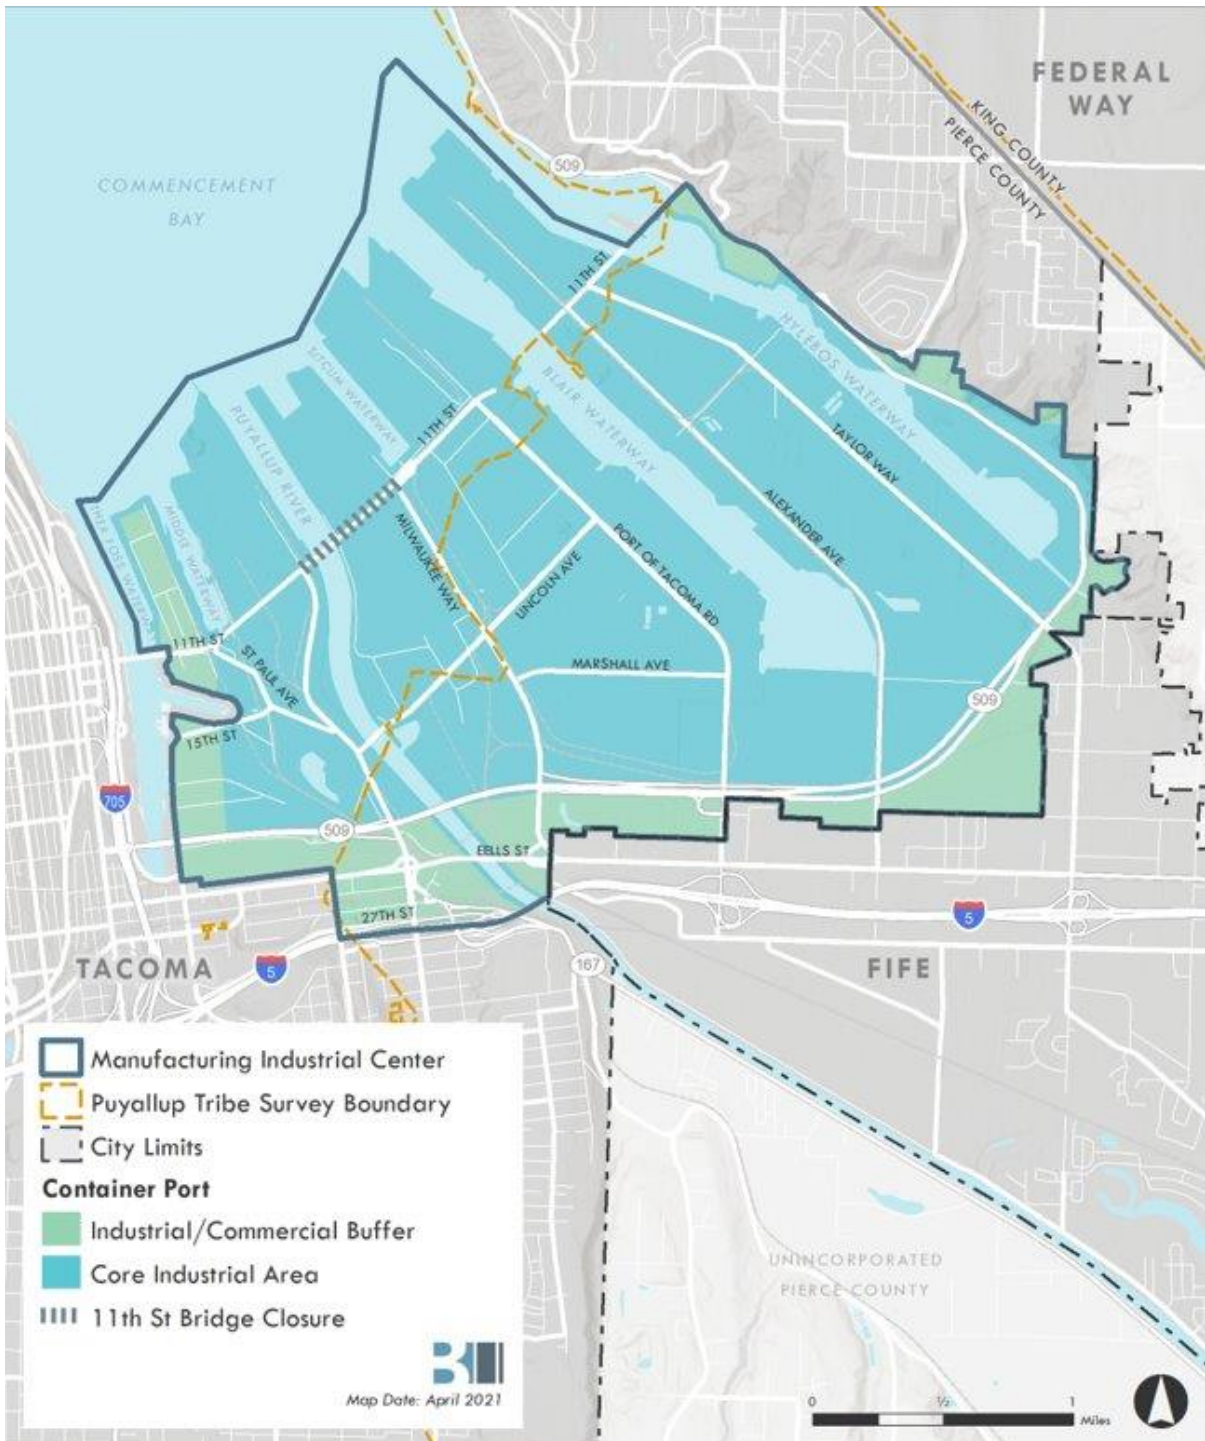 FEDERAL
WAY
KING COUNTY
PIERCE COUNTY
509
COMMENCEMENT
BAY
11TH ST
HYLEBOS WATERWAY
SITCUM WATERWAY
BLAIR WATERWAY
PUYALLUP RIVER
11TH ST
TAYLOR WAY
ALEXANDER AVE
MIDDLE WATERWAY
THEA FOSS WATERWAY
MILWAUKEE WAY
PORT OF TACOMA RD
LINCOLN AVE
11TH ST
ST PAUL AVE
MARSHALL AVE
509
15TH ST
705
509
EELLS ST
27TH ST
5
TACOMA
5
167
FIFE
Manufacturing Industrial Center
Puyallup Tribe Survey Boundary
City Limits
Container Port
Industrial/Commercial Buffer
Core Industrial Area
11th St Bridge Closure
Map Date: April 2021
UNINCORPORATED
PIERCE COUNTY
0 ½ 1
Miles